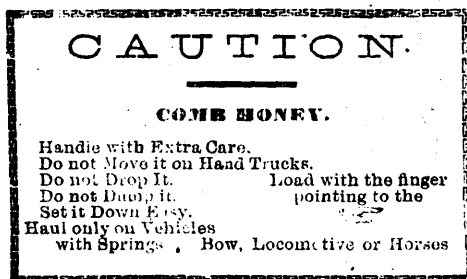 CAUTION.
COMB HONEY.
Handle with Extra Care.
Do not Move it on Hand Trucks.
Do not Drop It. Load with the finger
Do not Dump it. pointing to the
Set it Down Easy.
Haul only on Vehicles
with Springs , Bow, Locomotive or Horses